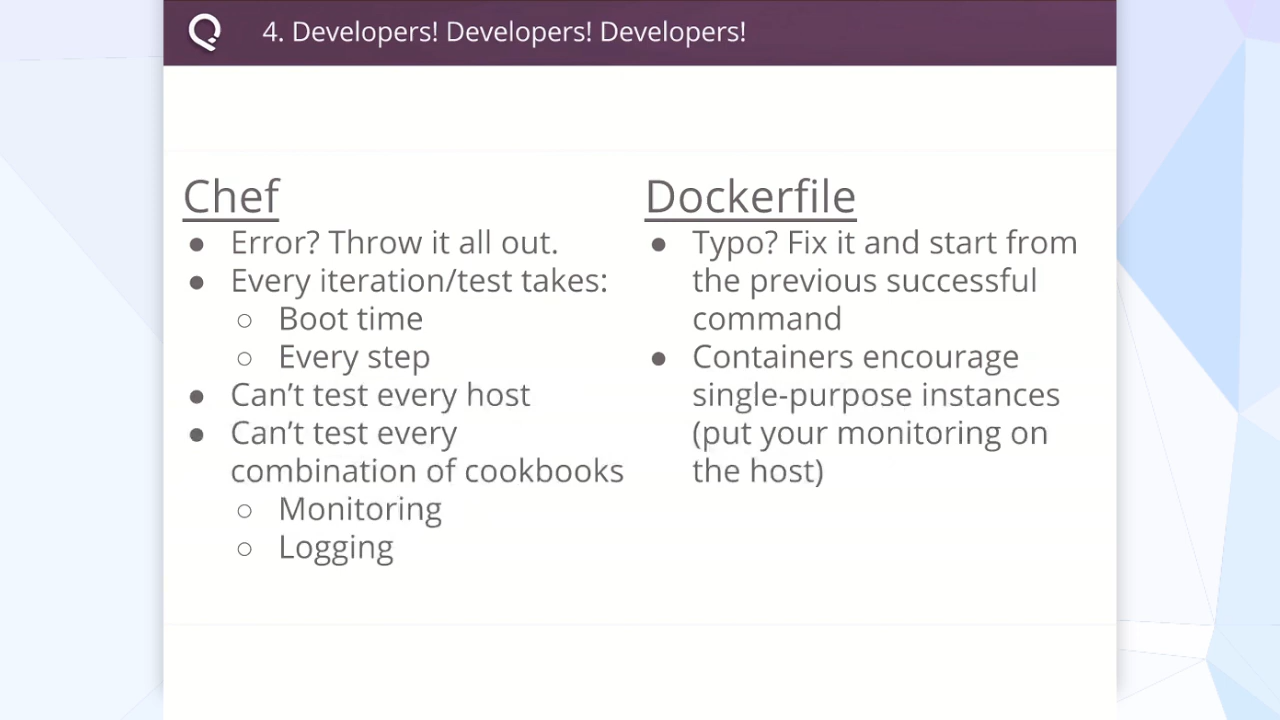 4. Developers! Developers! Developers!
Chef
● Error? Throw it all out.
● Every iteration/test takes:
○ Boot time
○ Every step
● Can’t test every host
● Can’t test every
combination of cookbooks
○ Monitoring
○ Logging
Dockerfile
● Typo? Fix it and start from
the previous successful
command
● Containers encourage
single-purpose instances
(put your monitoring on
the host)